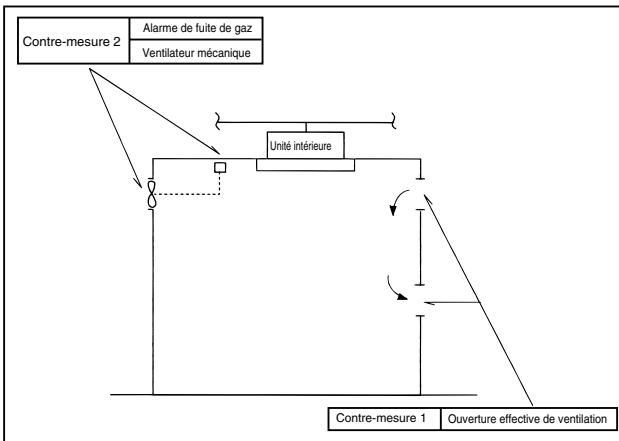 Contre-mesure 2
Alarme de fuite de gaz
Ventilateur mécanique
Unité intérieure
Contre-mesure 1
Ouverture effective de ventilation